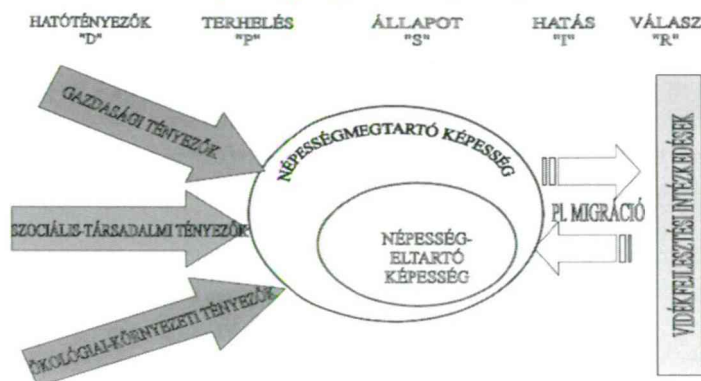 HATÓTÉNYEZŐK TERHELÉS ÁLLAPOT HATÁS VÁLASZ
"D" "P" "S" "I" "R"
GAZDASÁGI TÉNYEZŐK
NÉPESSÉGMEGTARTÓ KÉPESSÉG
SZOCIÁLIS-TÁRSADALMI TÉNYEZŐK
NÉPESSÉG-
ELTARTÓ
KÉPESSÉG
PL. MIGRÁCIÓ
ÖKOLÓGIAI-KÖRNYEZETI TÉNYEZŐK
VIDÉKFEJLESZTÉSI INTÉZKEDÉSEK